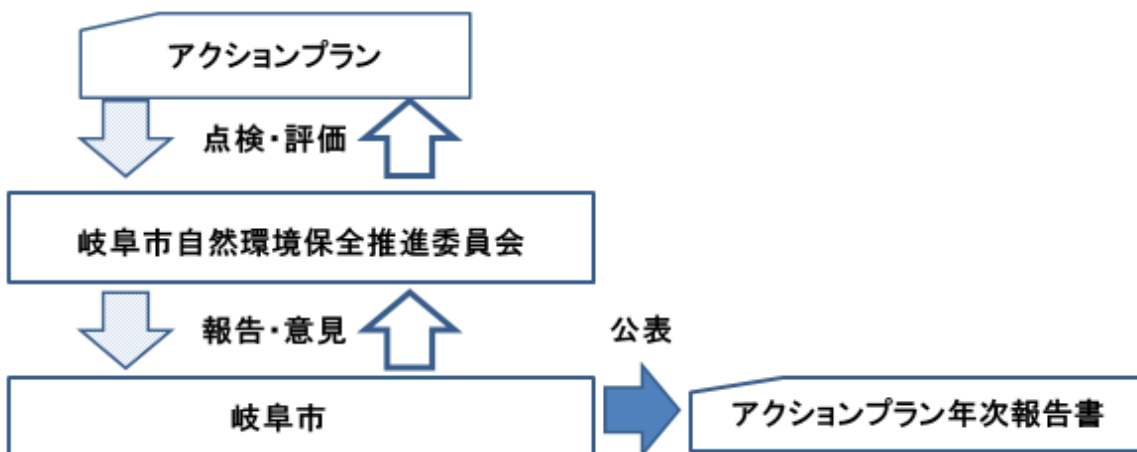 アクションプラン
点検・評価
岐阜市自然環境保全推進委員会
報告・意見
公表
岐阜市
アクションプラン年次報告書